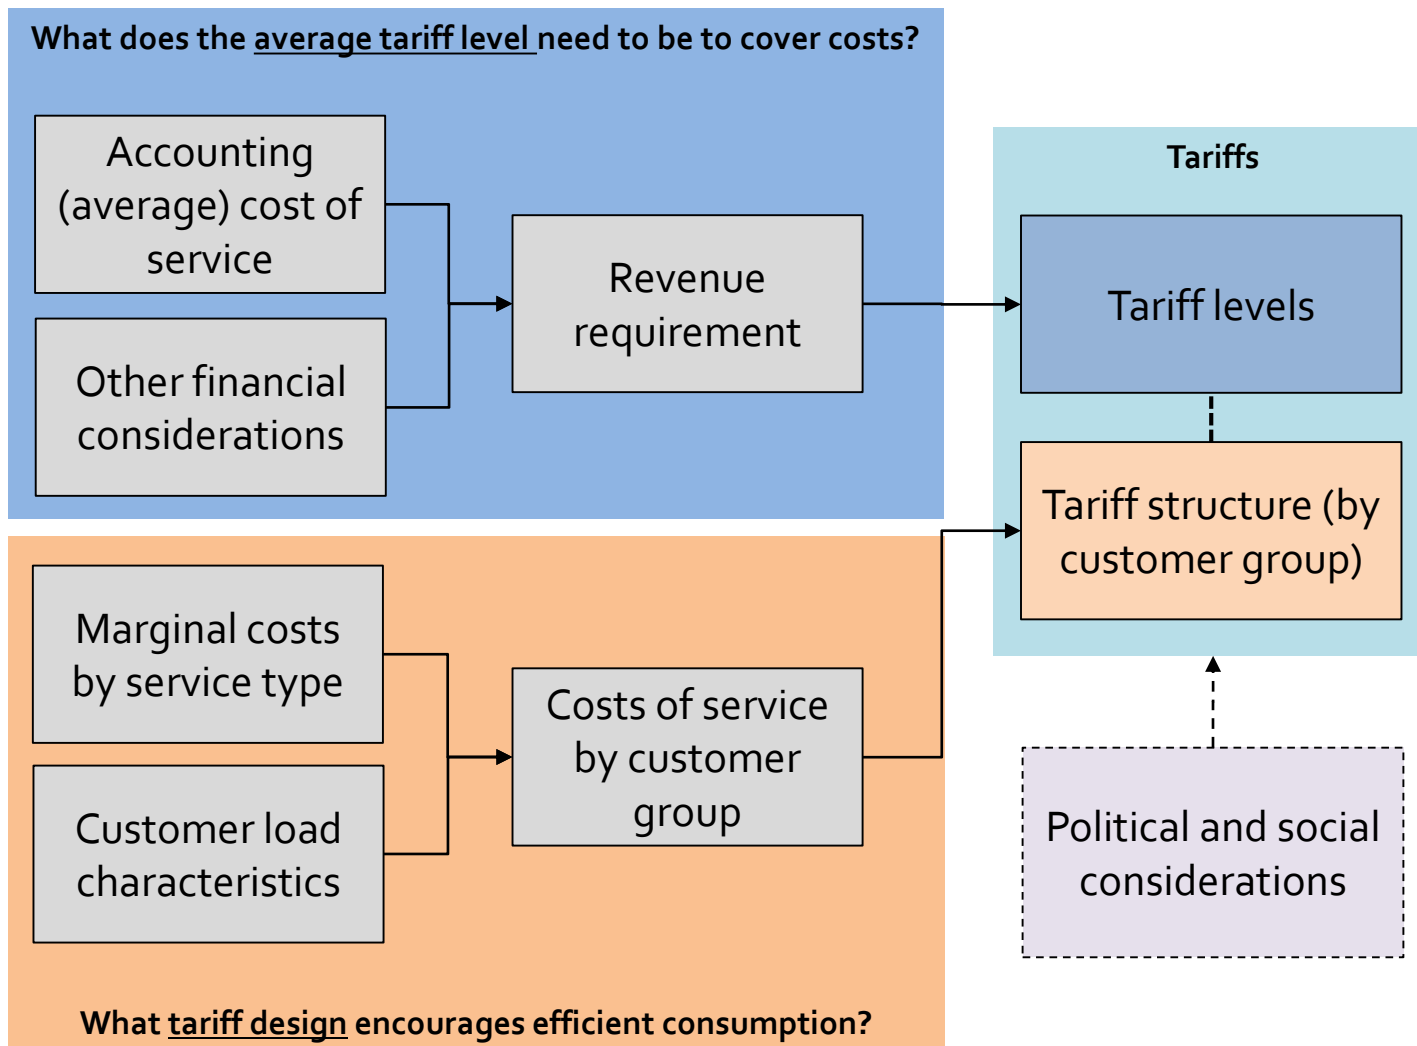 What does the average tariff level need to be to cover costs?
Accounting
(average) cost of
service
Other financial
considerations
Revenue
requirement
Tariffs
Tariff levels
Tariff structure (by
customer group)
Marginal costs
by service type
Customer load
characteristics
Costs of service
by customer
group
Political and social
considerations
What tariff design encourages efficient consumption?